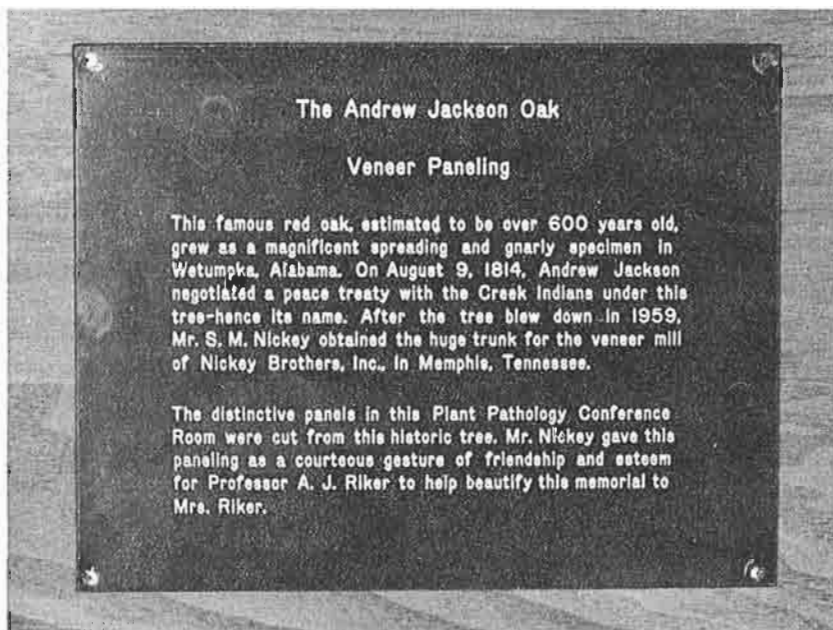 The Andrew Jackson Oak
Veneer Paneling
This famous red oak, estimated to be over 600 years old,
grew as a magnificent spreading and gnarly specimen in
Wetumpka, Alabama. On August 9, 1814, Andrew Jackson
negotiated a peace treaty with the Creek Indians under this
tree-hence its name. After the tree blew down in 1959,
Mr. S. M. Nickey obtained the huge trunk for the veneer mill
of Nickey Brothers, Inc., in Memphis, Tennessee.
The distinctive panels in this Plant Pathology Conference
Room were cut from this historic tree. Mr. Nickey gave this
paneling as a courteous gesture of friendship and esteem
for Professor A. J. Riker to help beautify this memorial to
Mrs. Riker.